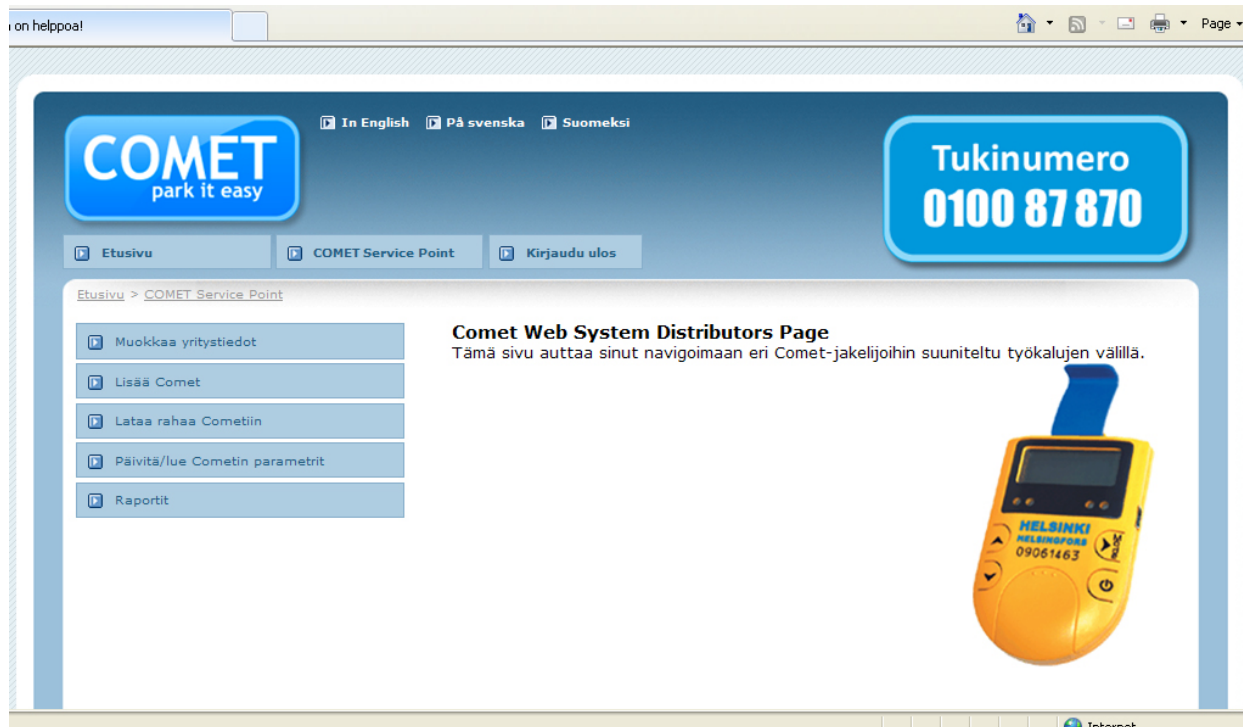 on helppoa!
Page
In English På svenska Suomeksi
COMET
park it easy
Tukinumero
0100 87 870
Etusivu COMET Service Point Kirjaudu ulos
Etusivu > COMET Service Point
Muokkaa yritystiedot
Lisää Comet
Lataa rahaa Cometiin
Päivitä/lue Cometin parametrit
Raportit
Comet Web System Distributors Page
Tämä sivu auttaa sinut navigoimaan eri Comet-jakelijoihin suuniteltu työkalujen välillä.
HELSINKI
HELSINGFORS
09061463
Internet